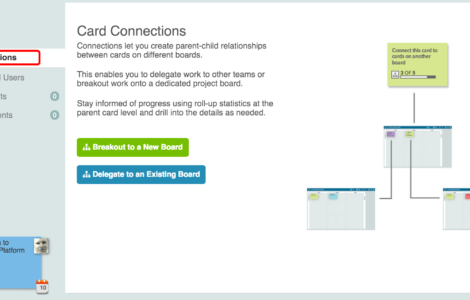 Card Connections
Connections let you create parent-child relationships
between cards on different boards.
This enables you to delegate work to other teams or
breakout work onto a dedicated project board.
Stay informed of progress using roll-up statistics at the
parent card level and drill into the details as needed.
Breakout to a New Board
Delegate to an Existing Board
ions
Users
ts
0
ents
0
to
Platform
10
Connect this card to
cards on another
board
2 OF 5